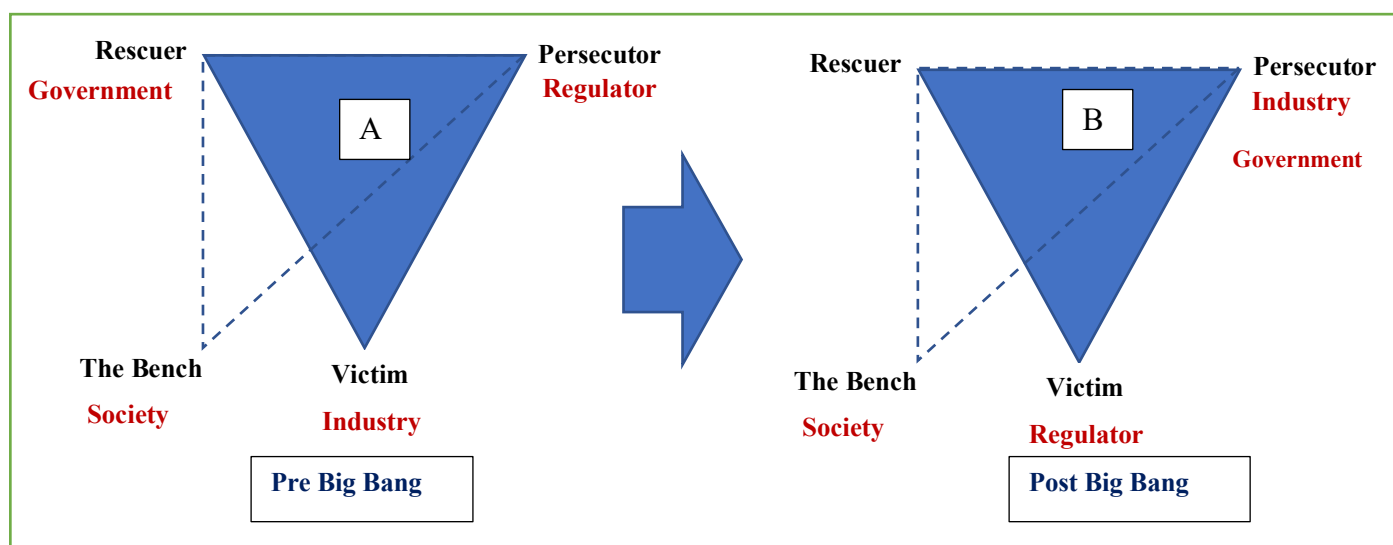 Rescuer
Government
Persecutor
Regulator
A
The Bench
Society
Victim
Industry
Pre Big Bang
Rescuer
Persecutor
Industry
Government
B
The Bench
Society
Victim
Regulator
Post Big Bang